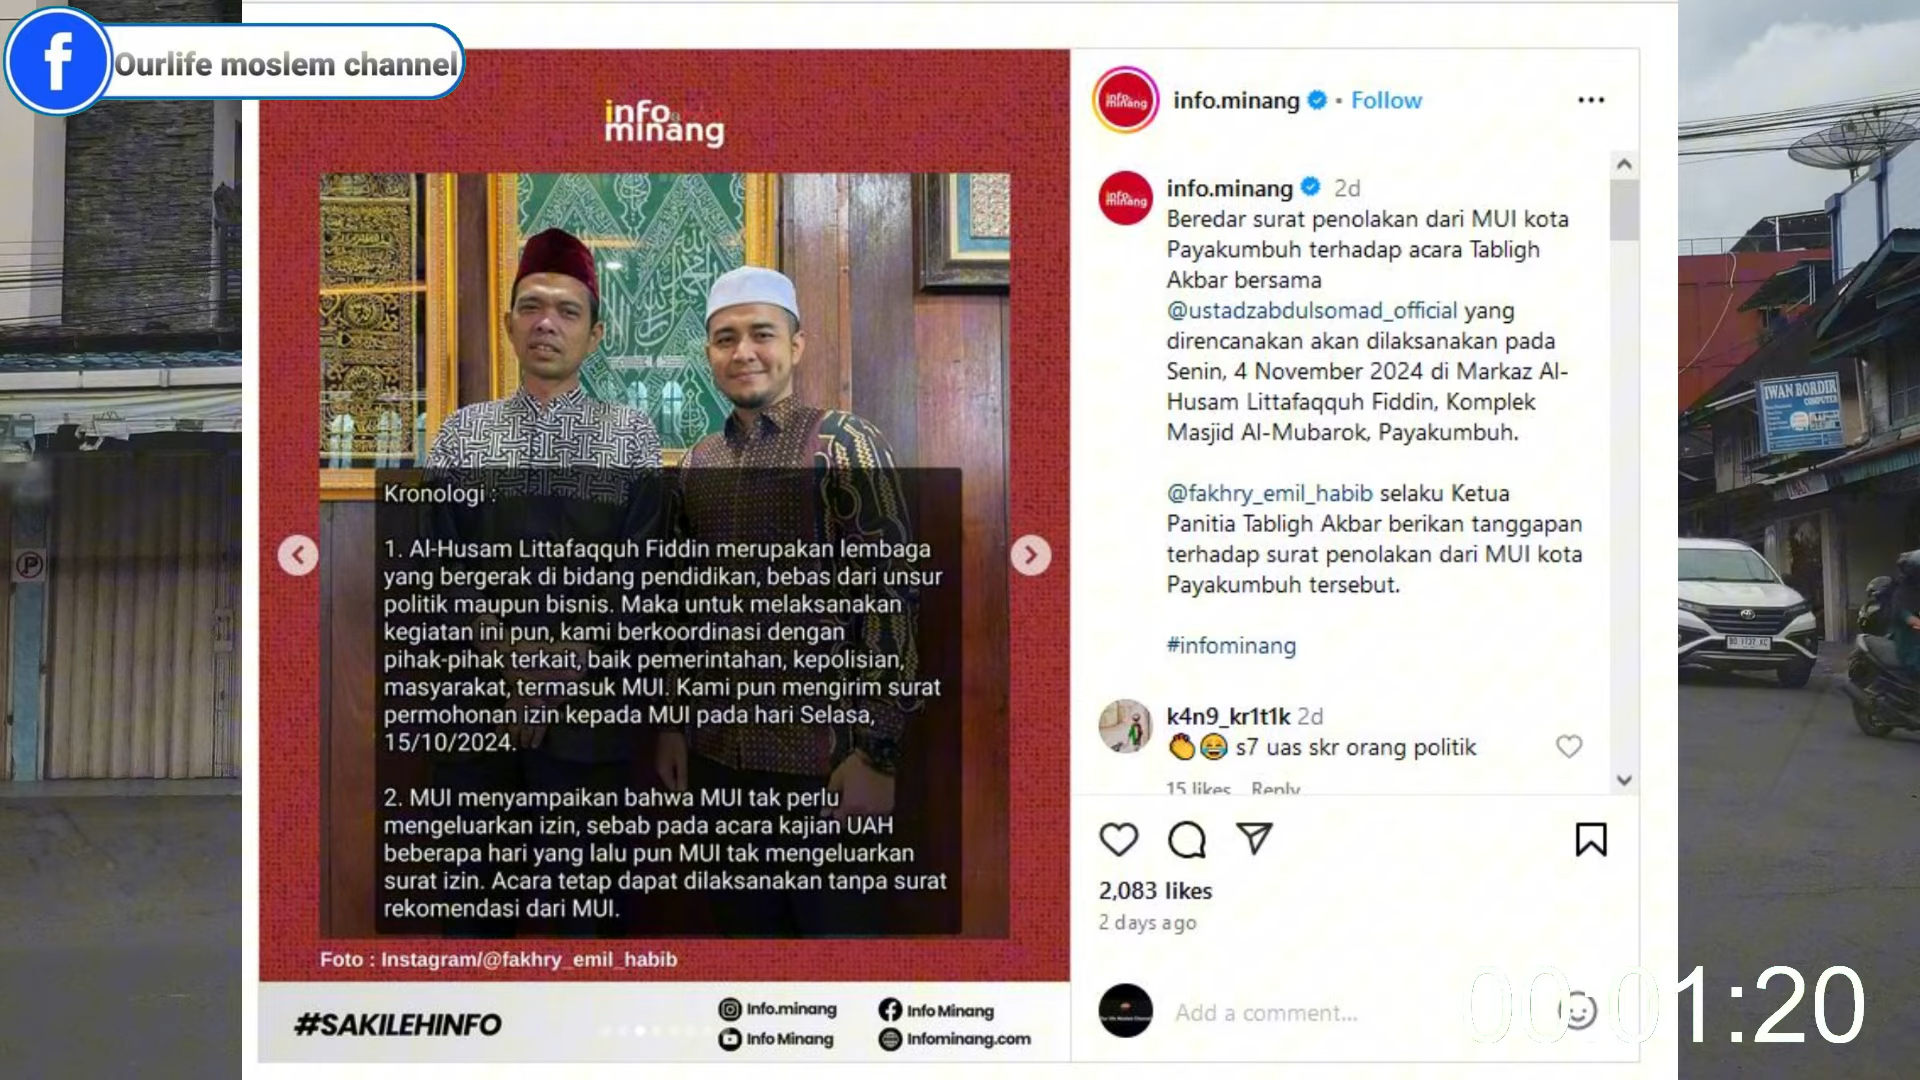 Ourlife moslem channel
info
minang
Kronologi :
1. Al-Husam Littafaqquh Fiddin merupakan lembaga
yang bergerak di bidang pendidikan, bebas dari unsur
politik maupun bisnis. Maka untuk melaksanakan
kegiatan ini pun, kami berkoordinasi dengan
pihak-pihak terkait, baik pemerintahan, kepolisian,
masyarakat, termasuk MUI. Kami pun mengirim surat
permohonan izin kepada MUI pada hari Selasa,
15/10/2024.
2. MUI menyampaikan bahwa MUI tak perlu
mengeluarkan izin, sebab pada acara kajian UAH
beberapa hari yang lalu pun MUI tak mengeluarkan
surat izin. Acara tetap dapat dilaksanakan tanpa surat
rekomendasi dari MUI.
Foto : Instagram/@fakhry_emil_habib
#SAKILEHINFO
Info.minang
Info Minang
Info Minang
Infominang.com
info.minang • Follow
info.minang 2d
Beredar surat penolakan dari MUI kota
Payakumbuh terhadap acara Tabligh
Akbar bersama
@ustadzabdulsomad_official yang
direncanakan akan dilaksanakan pada
Senin, 4 November 2024 di Markaz Al-
Husam Littafaqquh Fiddin, Komplek
Masjid Al-Mubarok, Payakumbuh.
@fakhry_emil_habib selaku Ketua
Panitia Tabligh Akbar berikan tanggapan
terhadap surat penolakan dari MUI kota
Payakumbuh tersebut.
#infominang
k4n9_kr1t1k 2d
👏😂 s7 uas skr orang politik
15 likes Reply
2,083 likes
2 days ago
Add a comment...
00:01:20
IWAN BORDIR
COMPUTER
P